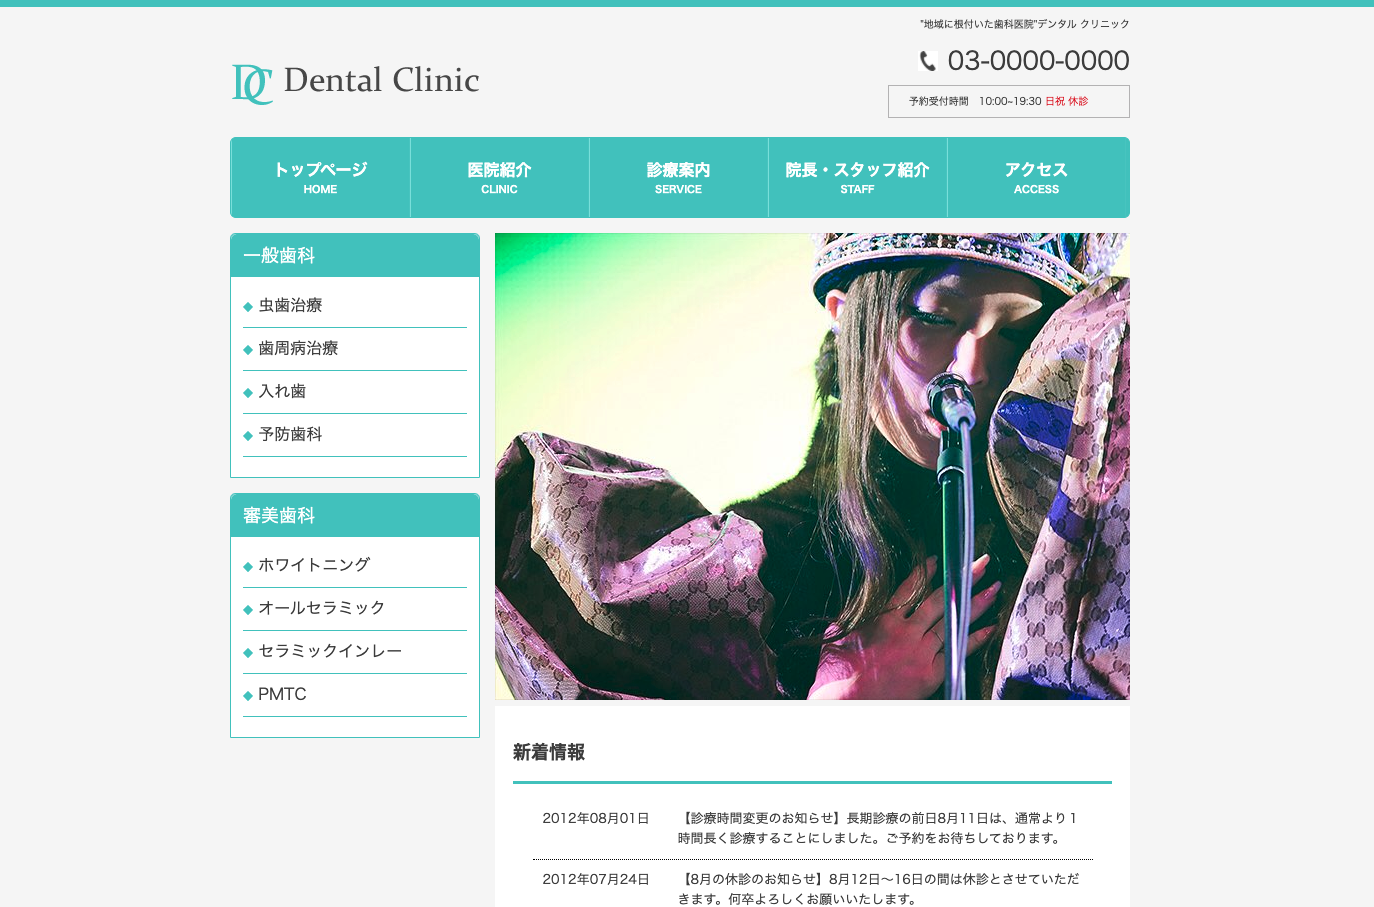 "地域に根付いた歯科医院"デンタル クリニック
DC Dental Clinic
03-0000-0000
予約受付時間　10:00~19:30 日祝 休診
トップページ
HOME
医院紹介
CLINIC
診療案内
SERVICE
院長・スタッフ紹介
STAFF
アクセス
ACCESS
一般歯科
虫歯治療
歯周病治療
入れ歯
予防歯科
審美歯科
ホワイトニング
オールセラミック
セラミックインレー
PMTC
新着情報
2012年08月01日
【診療時間変更のお知らせ】長期診療の前日8月11日は、通常より１
時間長く診療することにしました。ご予約をお待ちしております。
2012年07月24日
【8月の休診のお知らせ】8月12日〜16日の間は休診とさせていただ
きます。何卒よろしくお願いいたします。